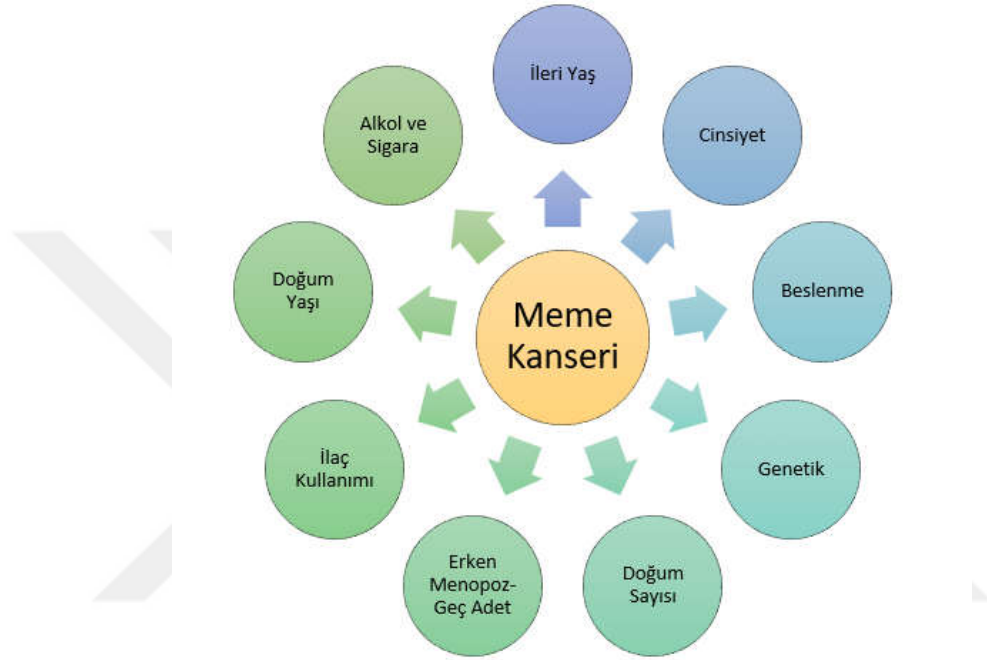 İleri Yaş
Cinsiyet
Beslenme
Genetik
Doğum
Sayısı
Erken
Menopoz-
Geç Adet
İlaç
Kullanımı
Doğum
Yaşı
Alkol ve
Sigara
Meme
Kanseri